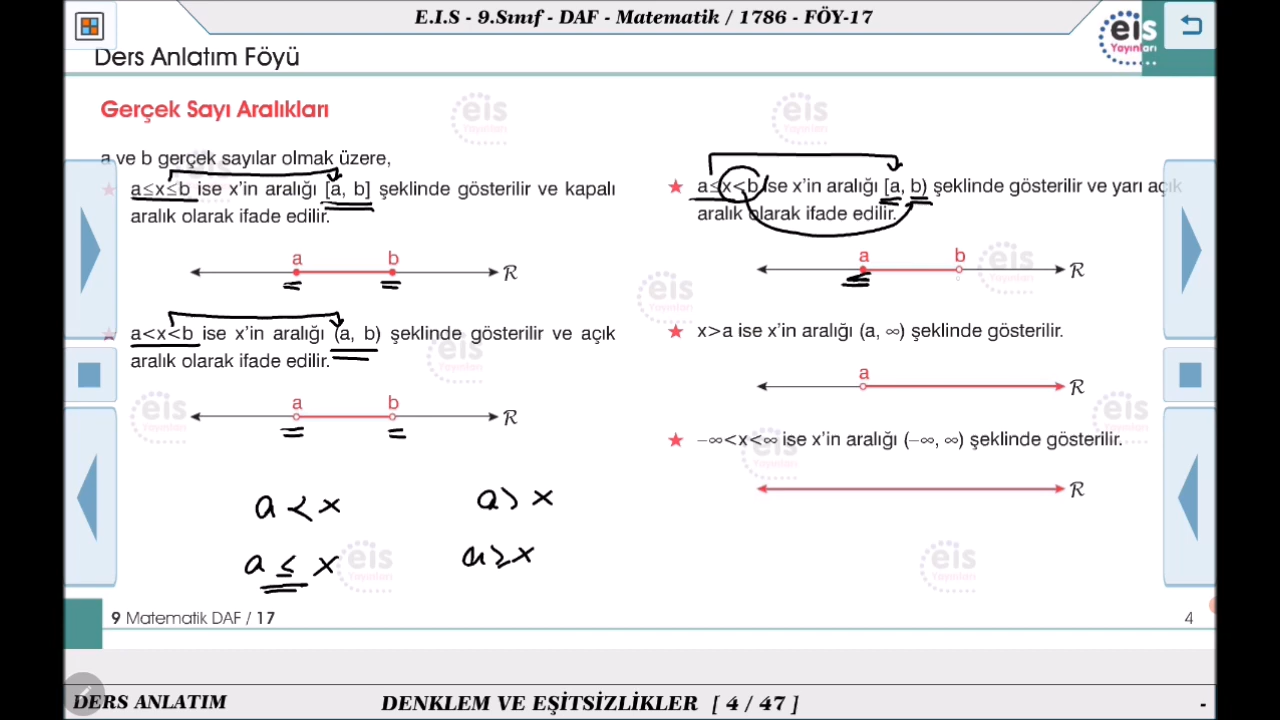 E.I.S - 9.Sınıf - DAF - Matematik / 1786 - FÖY-17
eis
Yayınları
Ders Anlatım Föyü
Gerçek Sayı Aralıkları
a ve b gerçek sayılar olmak üzere,
a≤x≤b ise x'in aralığı [a, b] şeklinde gösterilir ve kapalı
aralık olarak ifade edilir.
a b
R
a<x<b ise x'in aralığı (a, b) şeklinde gösterilir ve açık
aralık olarak ifade edilir.
a b
R
a < x a > x
a ≤ x a ≥ x
a≤x<b ise x'in aralığı [a, b) şeklinde gösterilir ve yarı açık
aralık olarak ifade edilir.
a b
R
x>a ise x'in aralığı (a, ∞) şeklinde gösterilir.
a
R
−∞<x<∞ ise x'in aralığı (−∞, ∞) şeklinde gösterilir.
R
9 Matematik DAF / 17
4
DERS ANLATIM
DENKLEM VE EŞİTSİZLİKLER [ 4 / 47 ]
-